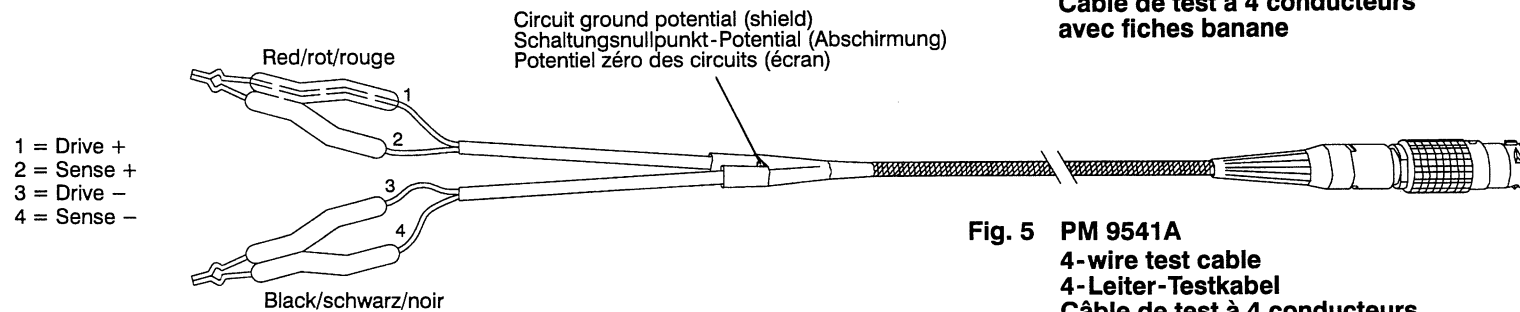 Câble de test à 4 conducteurs
avec fiches banane
Circuit ground potential (shield)
Schaltungsnullpunkt-Potential (Abschirmung)
Potentiel zéro des circuits (écran)
Red/rot/rouge
1
2
1 = Drive +
2 = Sense +
3 = Drive −
4 = Sense −
3
4
Black/schwarz/noir
Fig. 5 PM 9541A
4-wire test cable
4-Leiter-Testkabel
Câble de test à 4 conducteurs